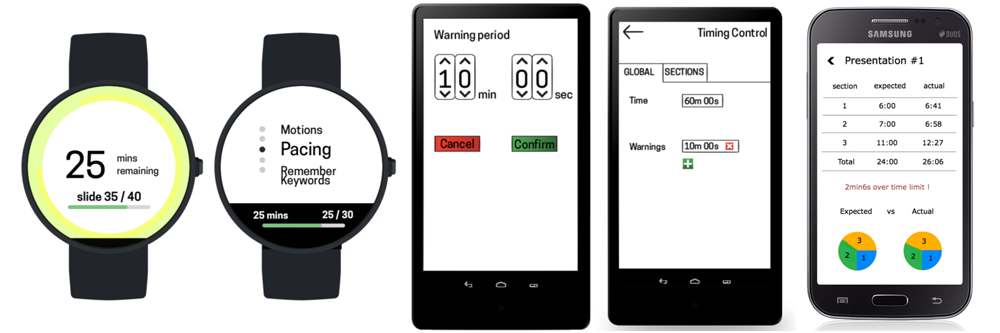 25
mins
remaining
slide 35 / 40
Motions
Pacing
Remember
Keywords
25 mins 25 / 30
Warning period
10 min 00 sec
Cancel Confirm
Timing Control
GLOBAL SECTIONS
Time 60m 00s
Warnings 10m 00s
SAMSUNG DUOS
Presentation #1
section expected actual
1 6:00 6:41
2 7:00 6:58
3 11:00 12:27
Total 24:00 26:06
2min6s over time limit !
Expected vs Actual
3
2
1
3
2
1